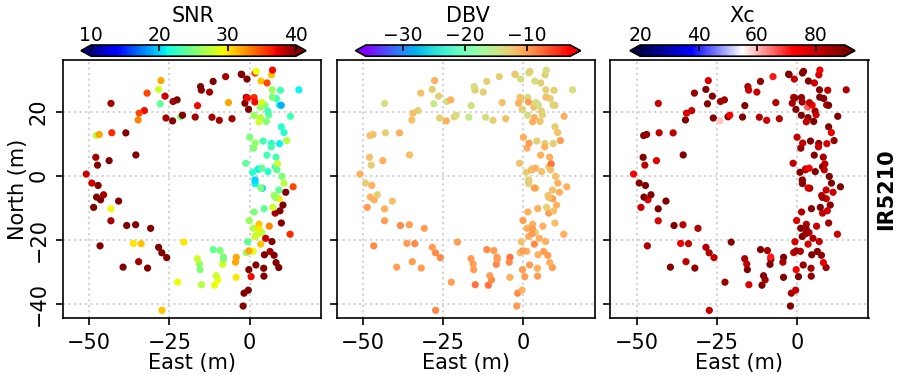 SNR DBV Xc
10 20 30 40 −30 −20 −10 20 40 60 80
20
0
−20
−40
North (m)
IR5210
−50 −25 0 −50 −25 0 −50 −25 0
East (m) East (m) East (m)